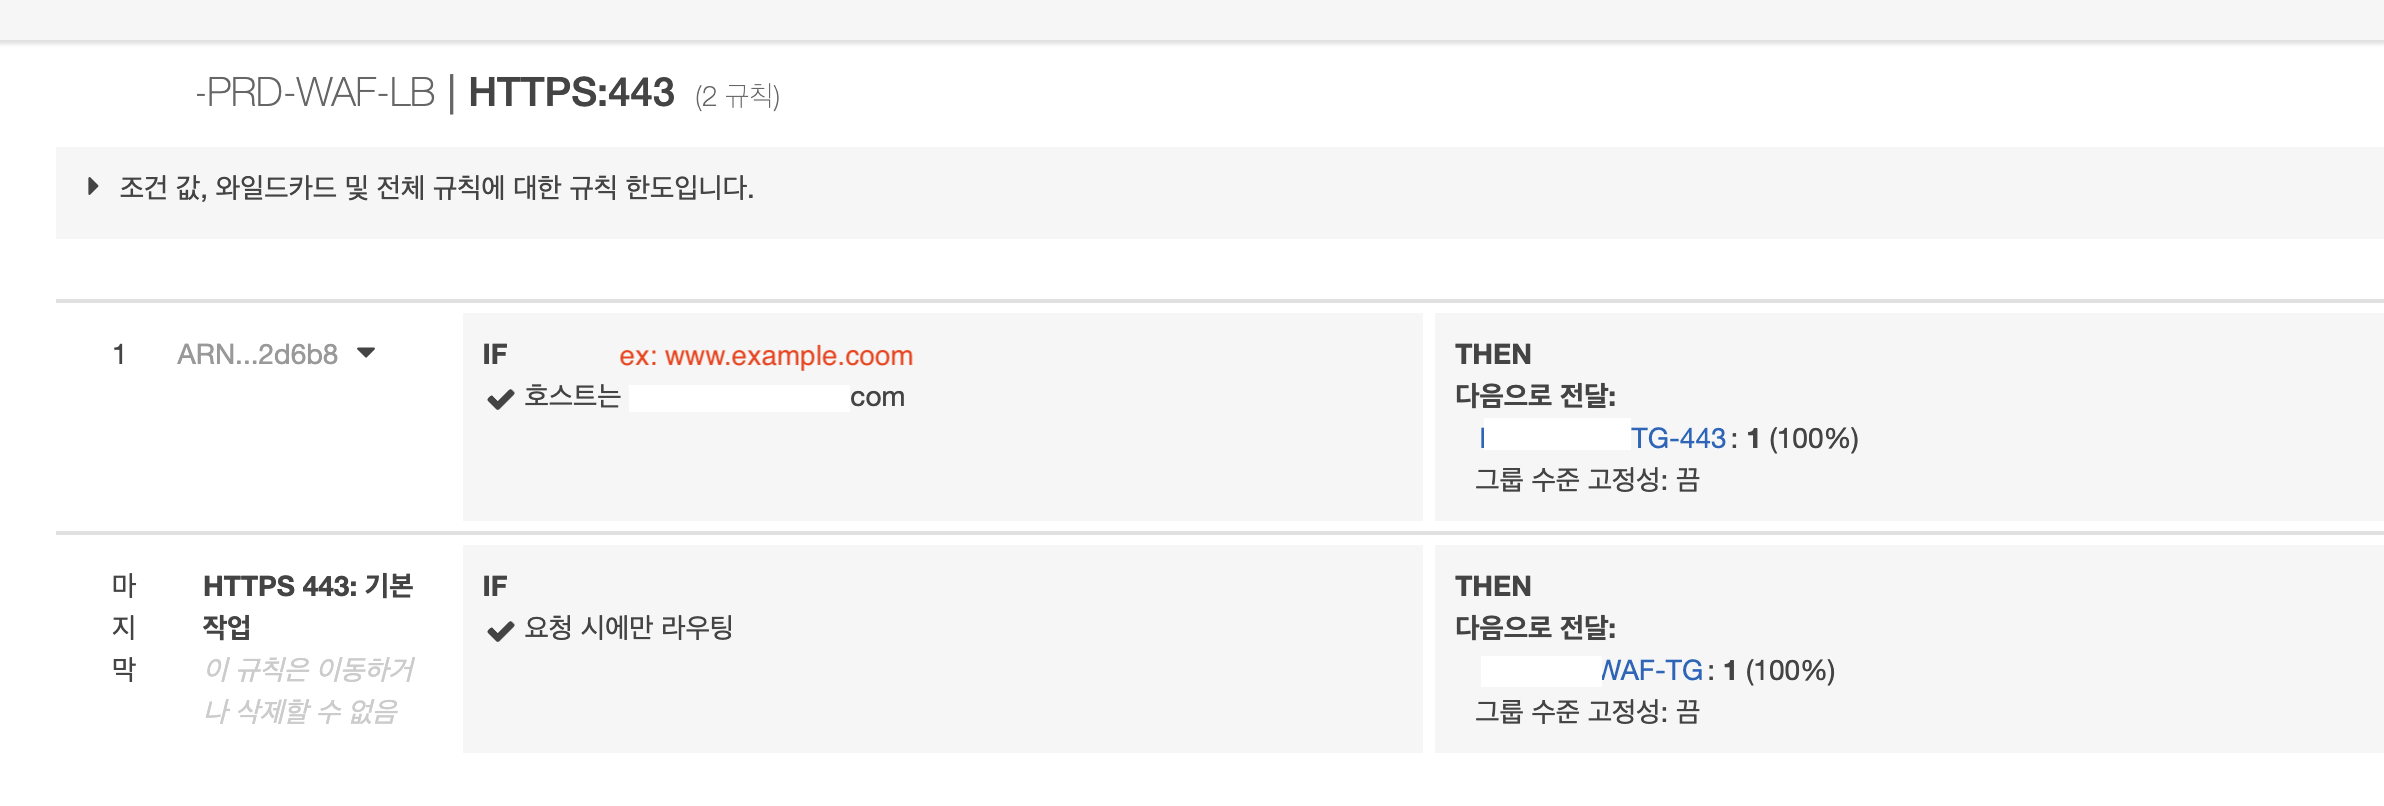 -PRD-WAF-LB | HTTPS:443 (2 규칙)
조건 값, 와일드카드 및 전체 규칙에 대한 규칙 한도입니다.
1 ARN...2d6b8
IF ex: www.example.coom
호스트는 com
THEN
다음으로 전달:
TG-443: 1 (100%)
그룹 수준 고정성: 끔
마지막
HTTPS 443: 기본
작업
이 규칙은 이동하거
나 삭제할 수 없음
IF
요청 시에만 라우팅
THEN
다음으로 전달:
WAF-TG: 1 (100%)
그룹 수준 고정성: 끔